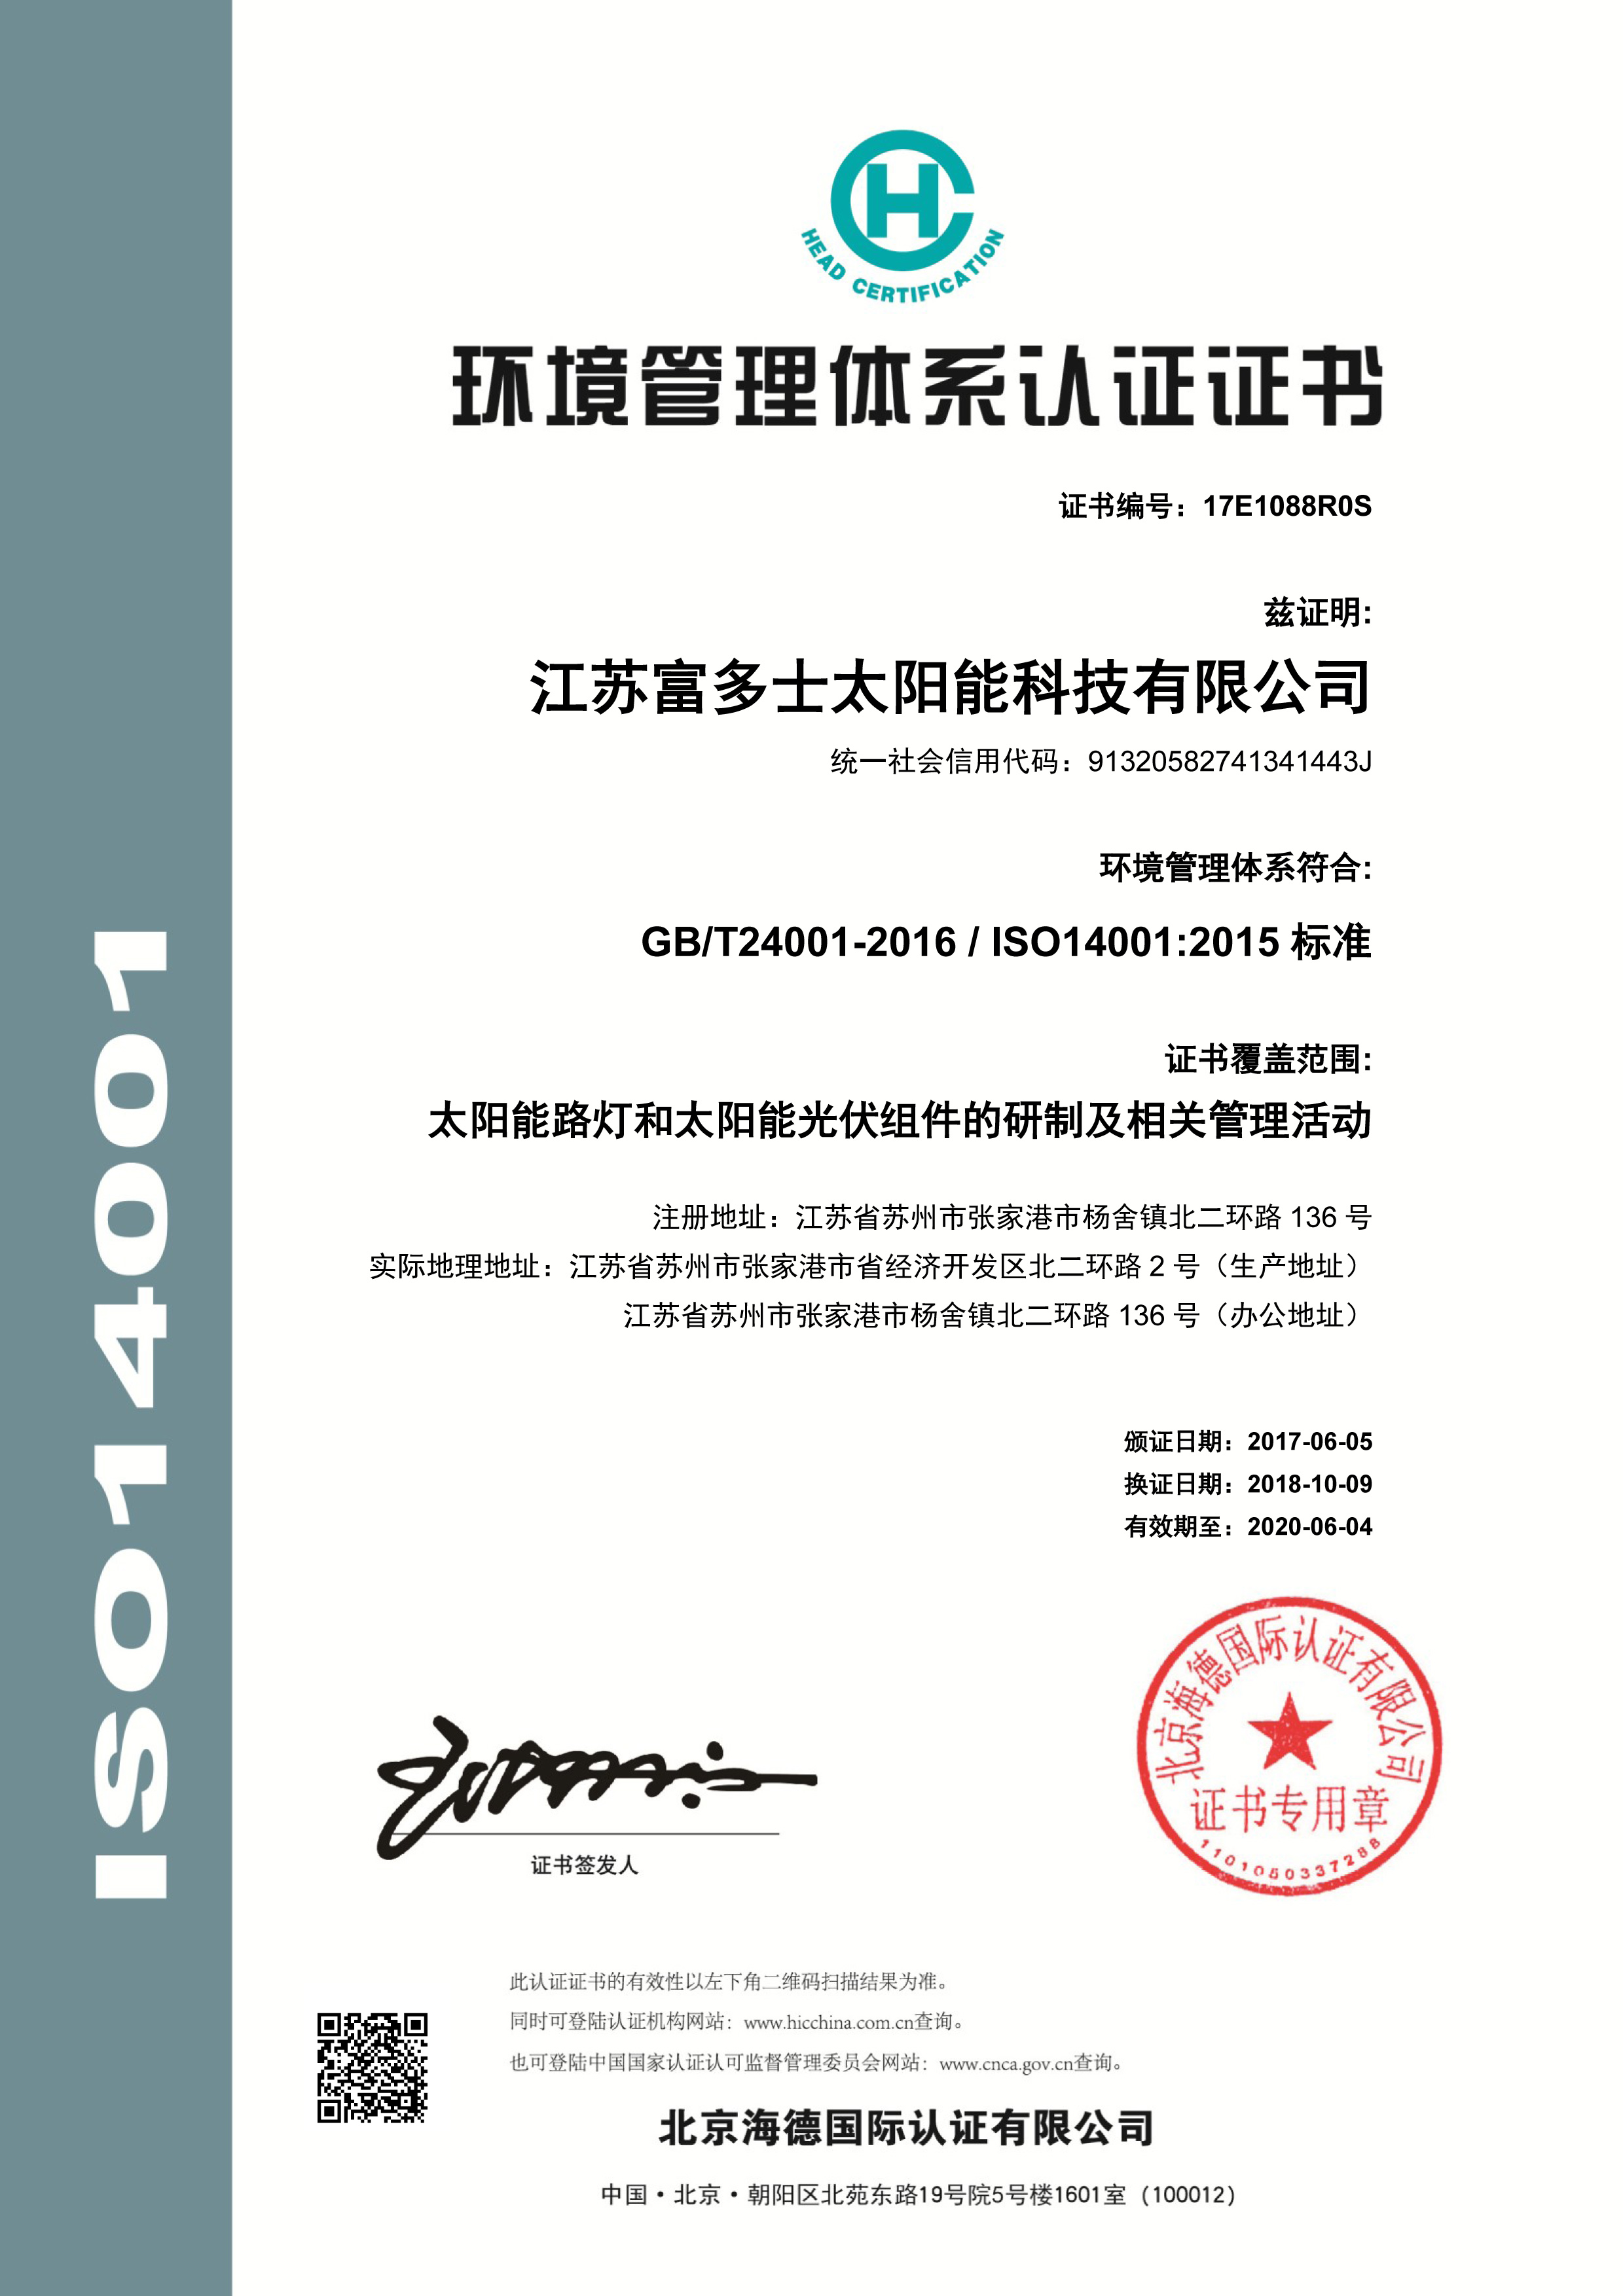 ISO14001
HEAD CERTIFICATION
环境管理体系认证证书
证书编号：17E1088R0S
兹证明:
江苏富多士太阳能科技有限公司
统一社会信用代码：91320582741341443J
环境管理体系符合:
GB/T24001-2016 / ISO14001:2015 标准
证书覆盖范围:
太阳能路灯和太阳能光伏组件的研制及相关管理活动
注册地址：江苏省苏州市张家港市杨舍镇北二环路 136 号
实际地理地址：江苏省苏州市张家港市省经济开发区北二环路 2 号（生产地址）
江苏省苏州市张家港市杨舍镇北二环路 136 号（办公地址）
颁证日期：2017-06-05
换证日期：2018-10-09
有效期至：2020-06-04
北京海德国际认证有限公司
证书专用章
1101050337288
证书签发人
此认证证书的有效性以左下角二维码扫描结果为准。
同时可登陆认证机构网站：www.hicchina.com.cn查询。
也可登陆中国国家认证认可监督管理委员会网站：www.cnca.gov.cn查询。
北京海德国际认证有限公司
中国・北京・朝阳区北苑东路19号院5号楼1601室（100012）